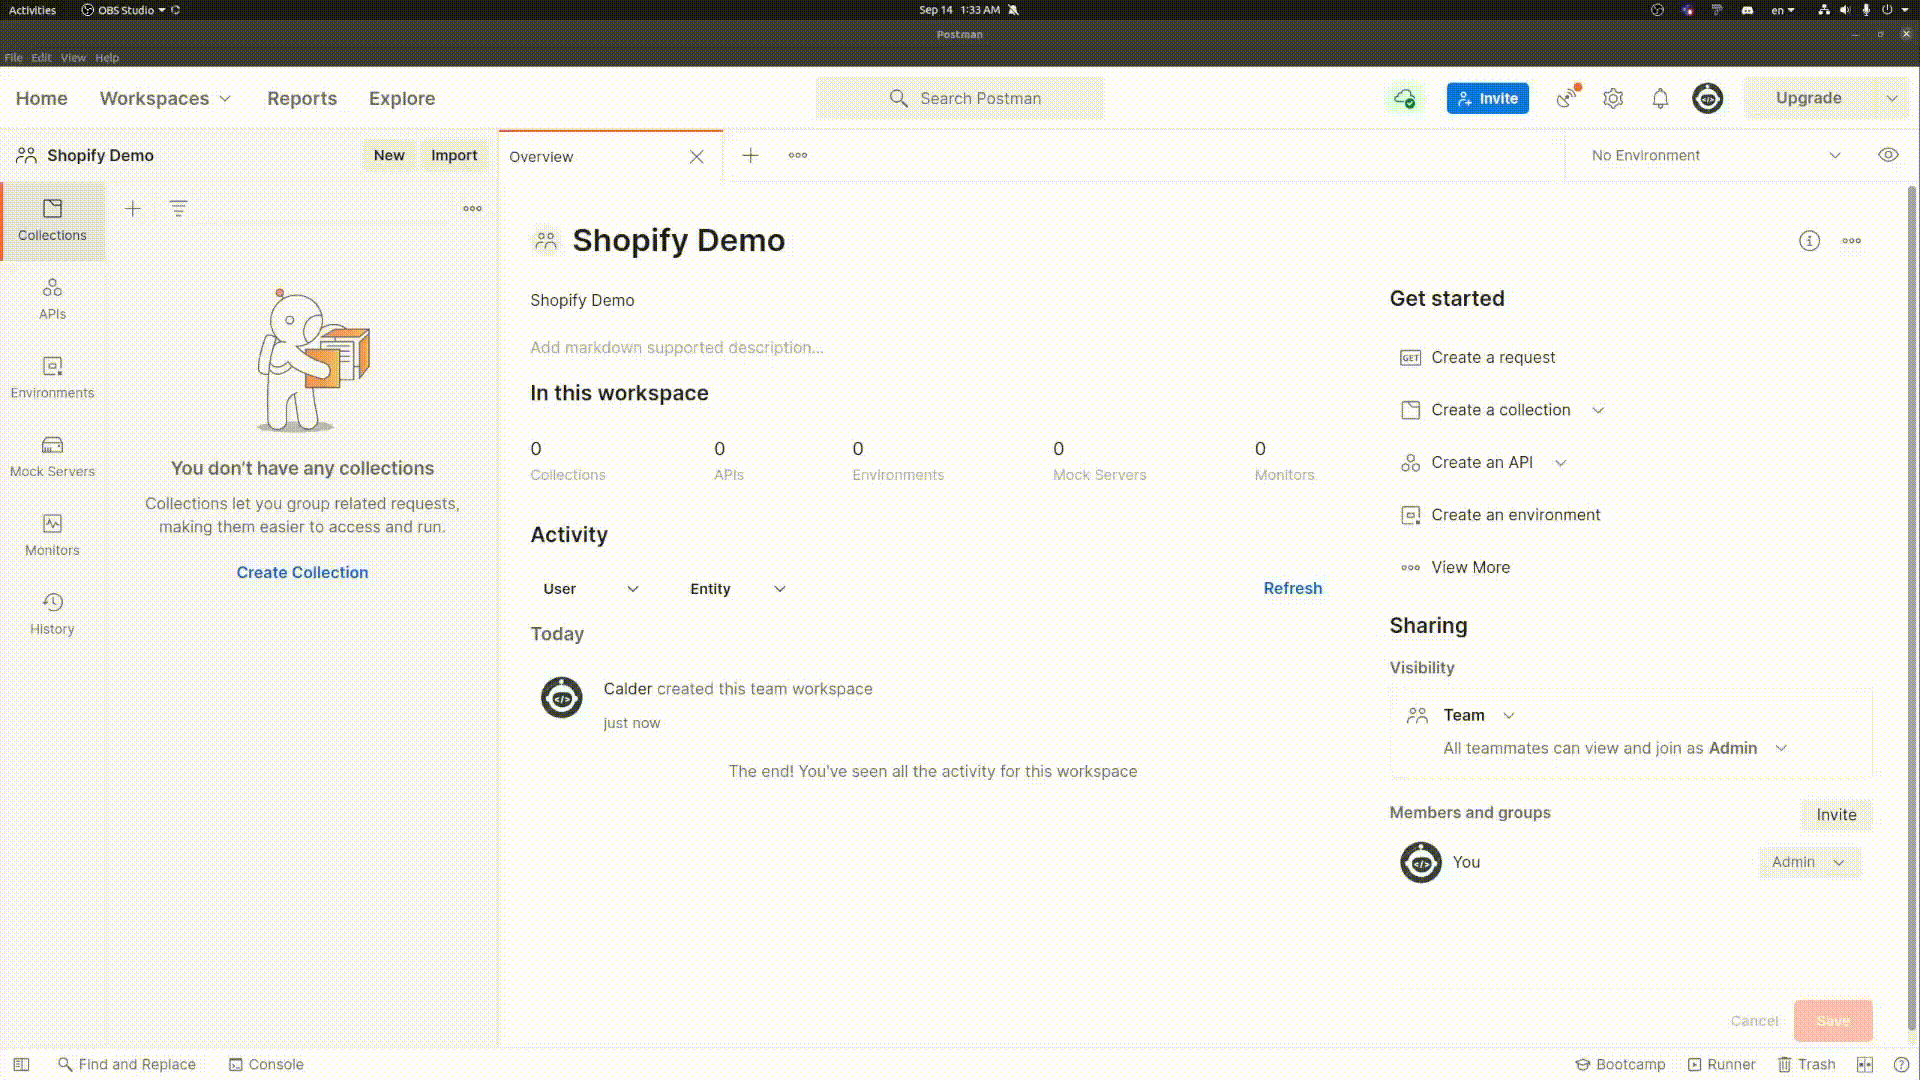 Activities
OBS Studio
Sep 14 1:33 AM
en
Postman
File Edit View Help
Home
Workspaces
Reports
Explore
Search Postman
Invite
Upgrade
Shopify Demo
New
Import
Overview
No Environment
Collections
APIs
Environments
Mock Servers
Monitors
History
You don't have any collections
Collections let you group related requests,
making them easier to access and run.
Create Collection
Shopify Demo
Shopify Demo
Add markdown supported description...
In this workspace
0 0 0 0 0
Collections APIs Environments Mock Servers Monitors
Activity
User
Entity
Refresh
Today
Calder created this team workspace
just now
The end! You've seen all the activity for this workspace
Get started
GET Create a request
Create a collection
Create an API
Create an environment
View More
Sharing
Visibility
Team
All teammates can view and join as Admin
Members and groups
Invite
You
Admin
Cancel
Save
Find and Replace
Console
Bootcamp
Runner
Trash